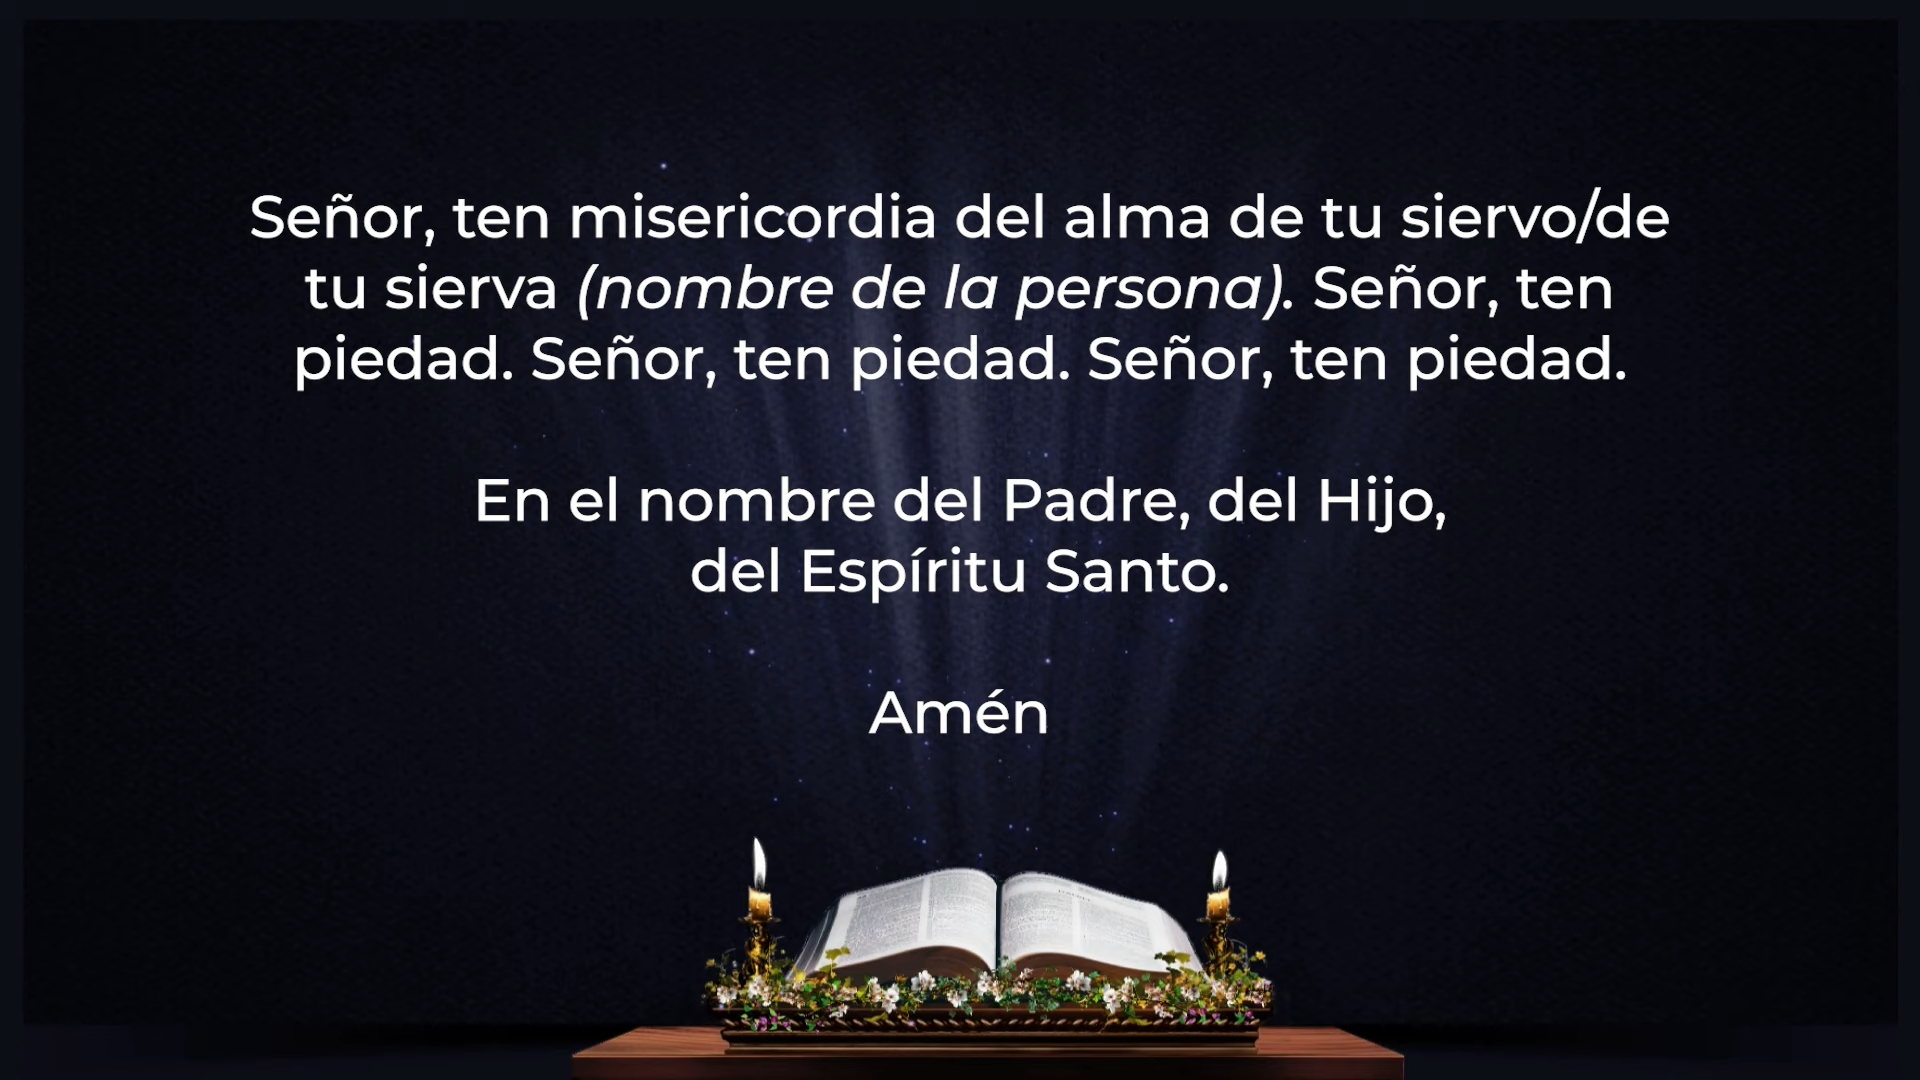 Señor, ten misericordia del alma de tu siervo/de
tu sierva (nombre de la persona). Señor, ten
piedad. Señor, ten piedad. Señor, ten piedad.
En el nombre del Padre, del Hijo,
del Espíritu Santo.
Amén